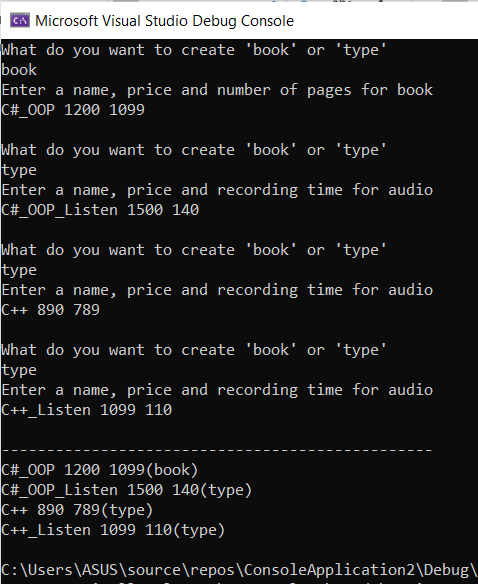 Microsoft Visual Studio Debug Console
What do you want to create 'book' or 'type'
book
Enter a name, price and number of pages for book
C#_OOP 1200 1099
What do you want to create 'book' or 'type'
type
Enter a name, price and recording time for audio
C#_OOP_Listen 1500 140
What do you want to create 'book' or 'type'
type
Enter a name, price and recording time for audio
C++ 890 789
What do you want to create 'book' or 'type'
type
Enter a name, price and recording time for audio
C++_Listen 1099 110
------------------------------------------------
C#_OOP 1200 1099(book)
C#_OOP_Listen 1500 140(type)
C++ 890 789(type)
C++_Listen 1099 110(type)
C:\Users\ASUS\source\repos\ConsoleApplication2\Debug\